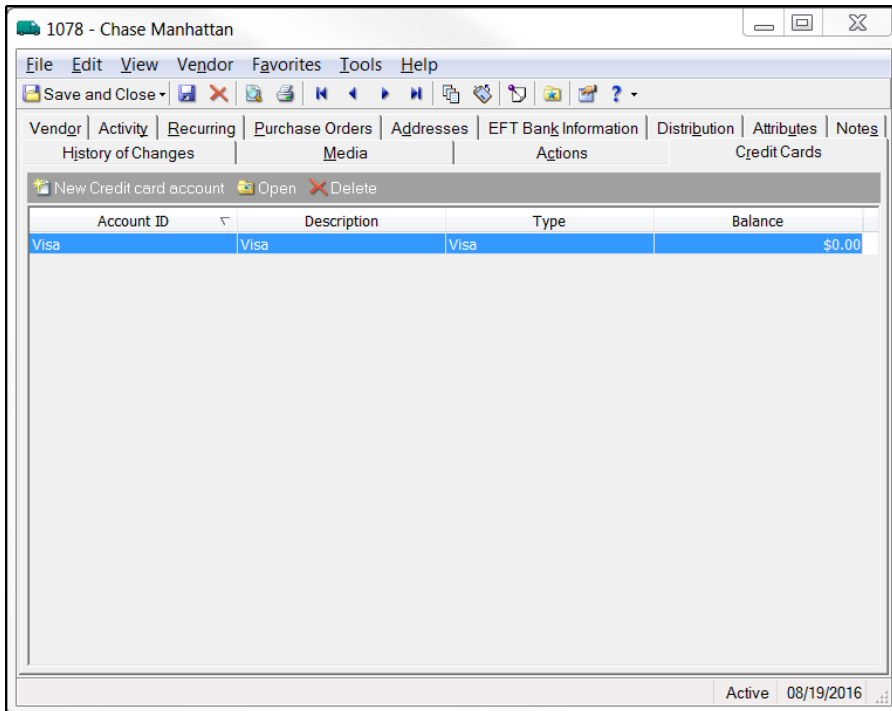 1078 - Chase Manhattan
File Edit View Vendor Favorites Tools Help
Save and Close ?
Vendor Activity Recurring Purchase Orders Addresses EFT Bank Information Distribution Attributes Notes
History of Changes Media Actions Credit Cards
New Credit card account Open Delete
Account ID Description Type Balance
Visa Visa Visa $0.00
Active 08/19/2016